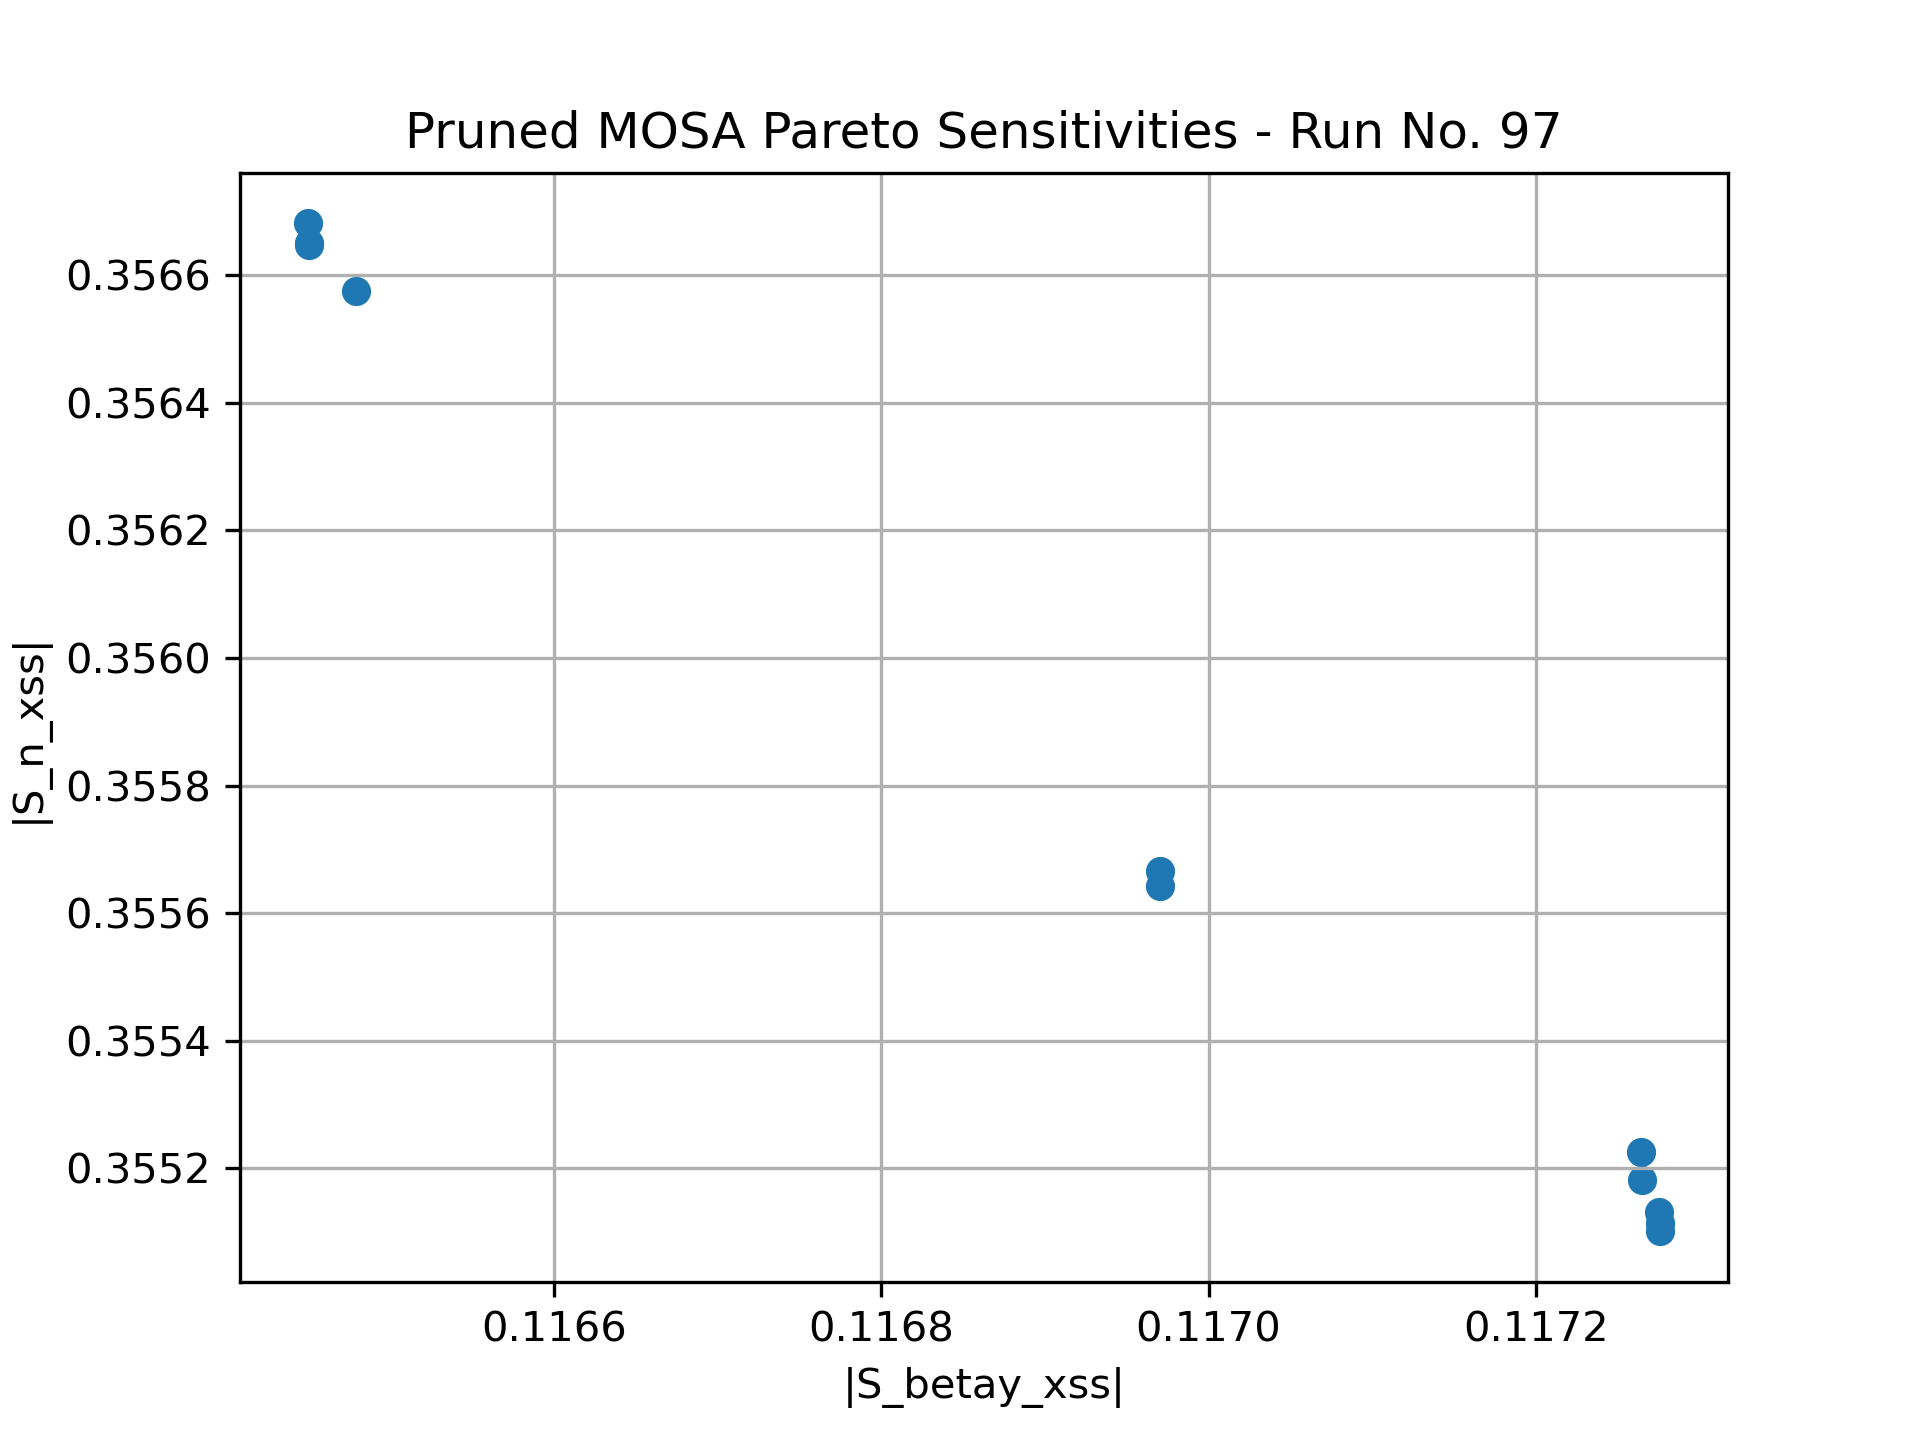 Pruned MOSA Pareto Sensitivities - Run No. 97
|S_n_xss|
0.3566
0.3564
0.3562
0.3560
0.3558
0.3556
0.3554
0.3552
0.1166 0.1168 0.1170 0.1172
|S_betay_xss|